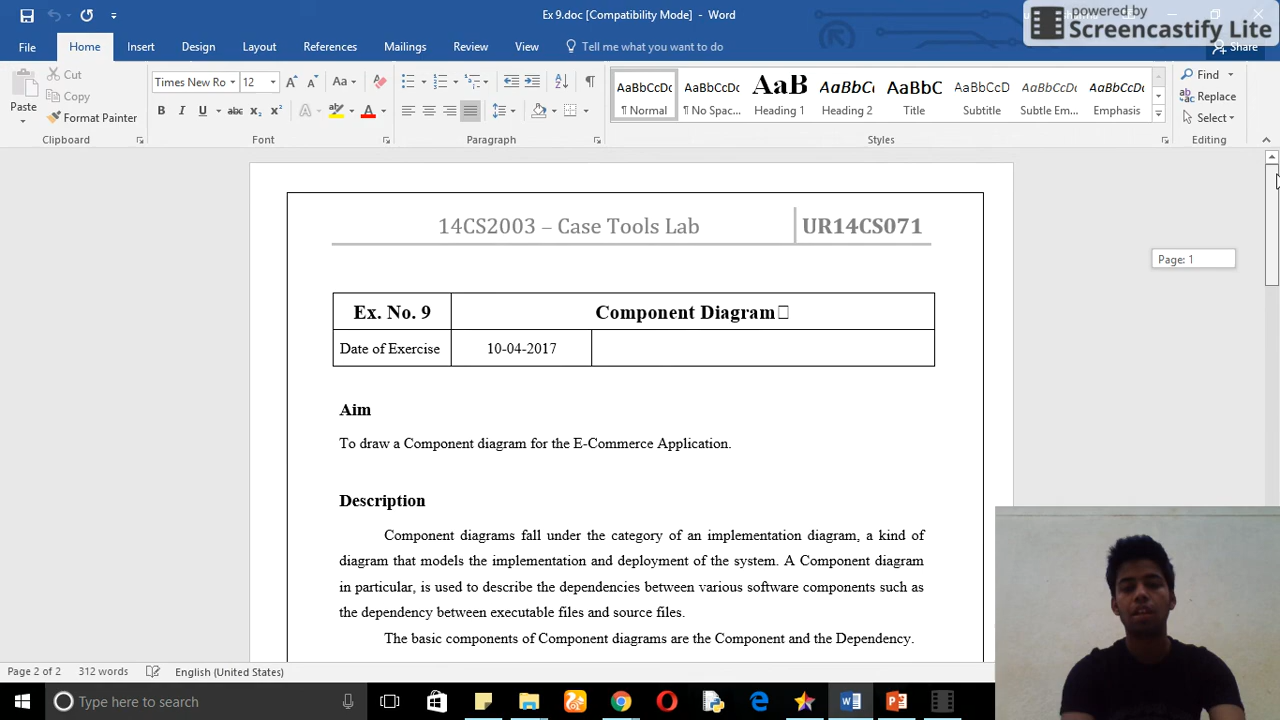 Ex 9.doc [Compatibility Mode] - Word
powered by
Screencastify Lite
File Home Insert Design Layout References Mailings Review View Tell me what you want to do Share
Cut
Copy
Format Painter
Paste
Times New Ro 12
Aa
B I U abc x₂ x² A A
AaBbCcDc AaBbCcDc AaB AaBbCc AaBbC AaBbCcD AaBbCcDc AaBbCcDc
¶ Normal ¶ No Spac... Heading 1 Heading 2 Title Subtitle Subtle Em... Emphasis
Find
Replace
Select
Clipboard Font Paragraph Styles Editing
14CS2003 – Case Tools Lab UR14CS071
Page: 1
Ex. No. 9 Component Diagram
Date of Exercise 10-04-2017
Aim
To draw a Component diagram for the E-Commerce Application.
Description
Component diagrams fall under the category of an implementation diagram, a kind of
diagram that models the implementation and deployment of the system. A Component diagram
in particular, is used to describe the dependencies between various software components such as
the dependency between executable files and source files.
The basic components of Component diagrams are the Component and the Dependency.
Page 2 of 2 312 words English (United States)
Type here to search